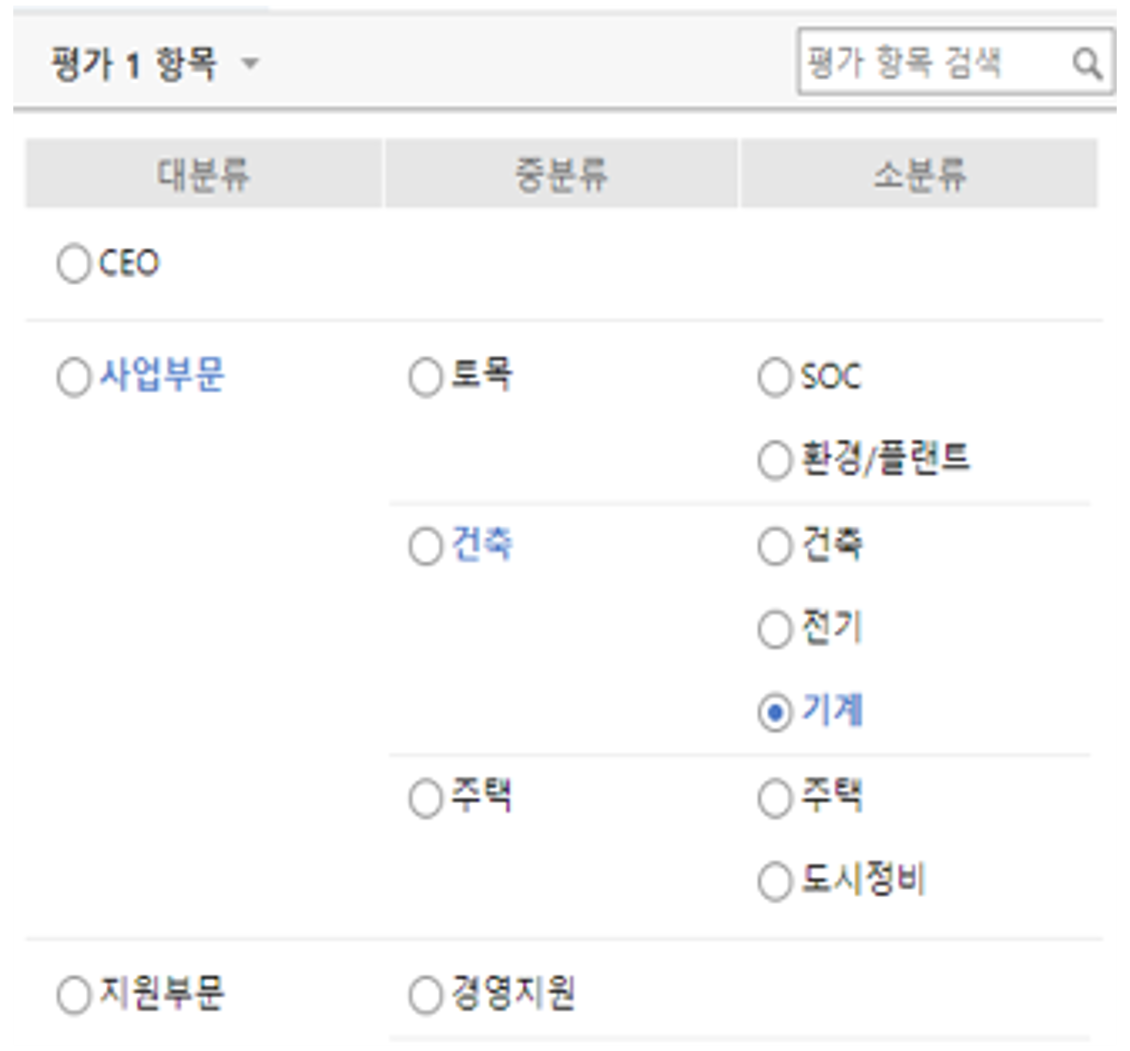 평가 1 항목
평가 항목 검색
대분류 중분류 소분류
CEO
사업부문 토목 SOC
환경/플랜트
건축 건축
전기
기계
주택 주택
도시정비
지원부문 경영지원